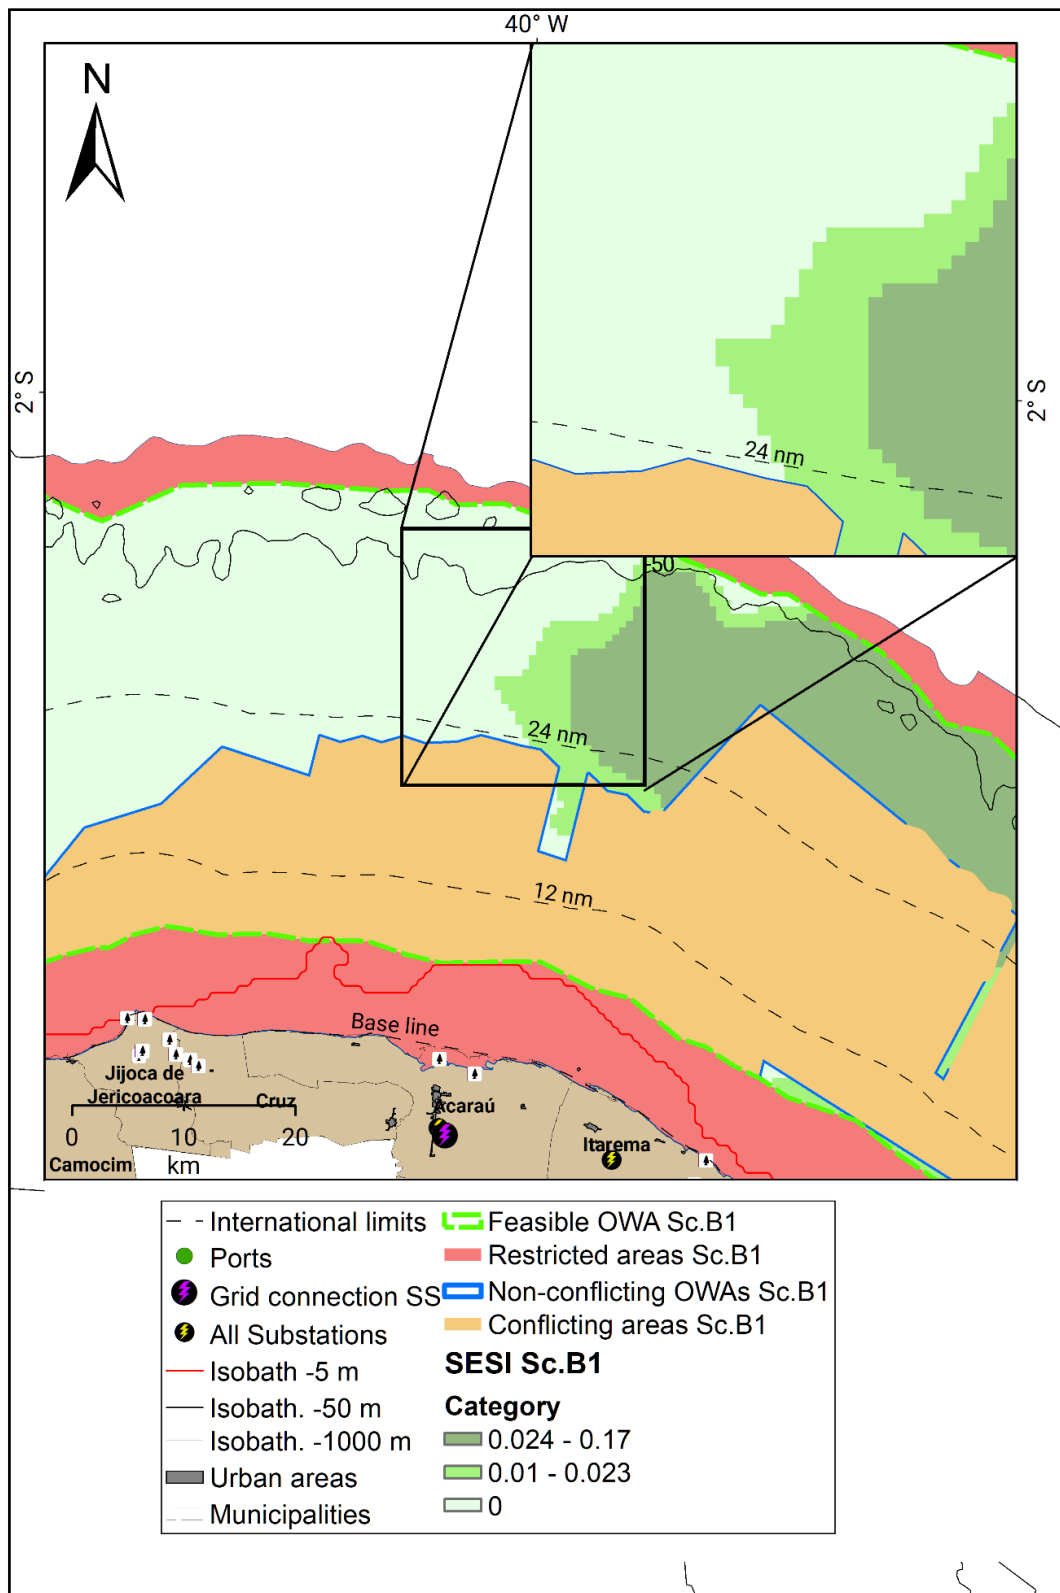 40° W
N
2° S
2° S
24 nm
-50
24 nm
12 nm
Base line
Jijoca de
Jericoacoara
Cruz
Acaraú
Itarema
0 10 20
km
Camocim
International limits
Ports
Grid connection SS
All Substations
Isobath -5 m
Isobath. -50 m
Isobath. -1000 m
Urban areas
Municipalities
Feasible OWA Sc.B1
Restricted areas Sc.B1
Non-conflicting OWAs Sc.B1
Conflicting areas Sc.B1
SESI Sc.B1
Category
0.024 - 0.17
0.01 - 0.023
0